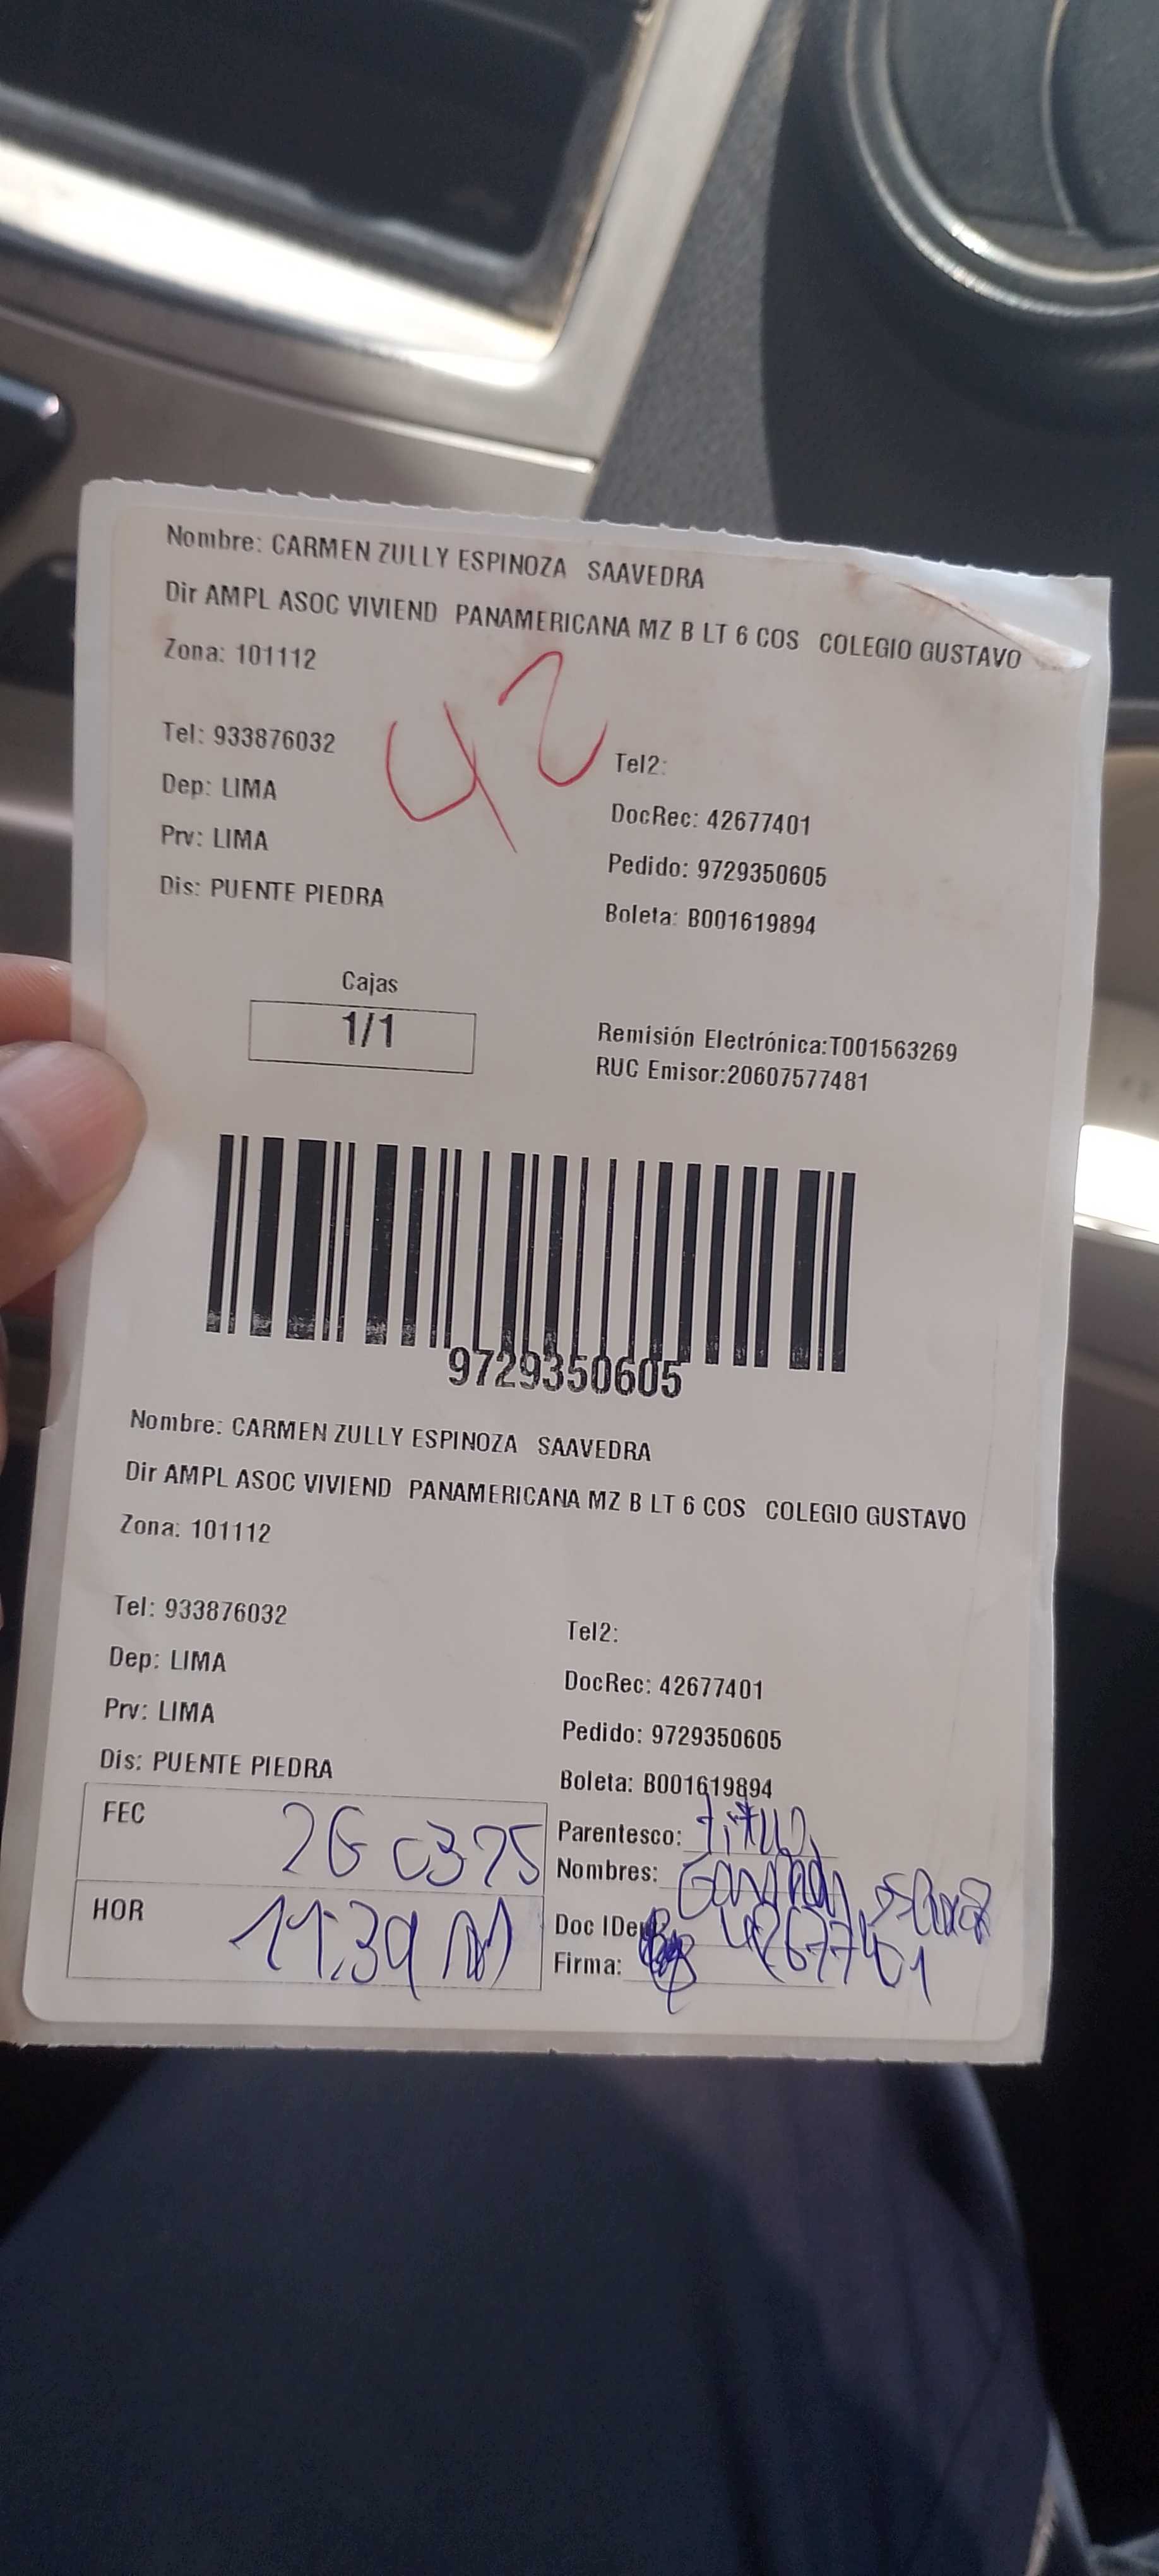 Nombre: CARMEN ZULLY ESPINOZA SAAVEDRA
Dir AMPL ASOC VIVIEND PANAMERICANA MZ B LT 6 COS COLEGIO GUSTAVO
Zona: 101112
42
Tel: 933876032
Tel2:
Dep: LIMA
DocRec: 42677401
Prv: LIMA
Pedido: 9729350605
Dis: PUENTE PIEDRA
Boleta: B001619894
Cajas
1/1
Remisión Electrónica:T001563269
RUC Emisor:20607577481
9729350605
Nombre: CARMEN ZULLY ESPINOZA SAAVEDRA
Dir AMPL ASOC VIVIEND PANAMERICANA MZ B LT 6 COS COLEGIO GUSTAVO
Zona: 101112
Tel: 933876032
Tel2:
Dep: LIMA
DocRec: 42677401
Prv: LIMA
Pedido: 9729350605
Dis: PUENTE PIEDRA
Boleta: B001619894
FEC 26 03 25
Parentesco:
Nombres:
HOR 11:39
Doc IDe 42677401
Firma: